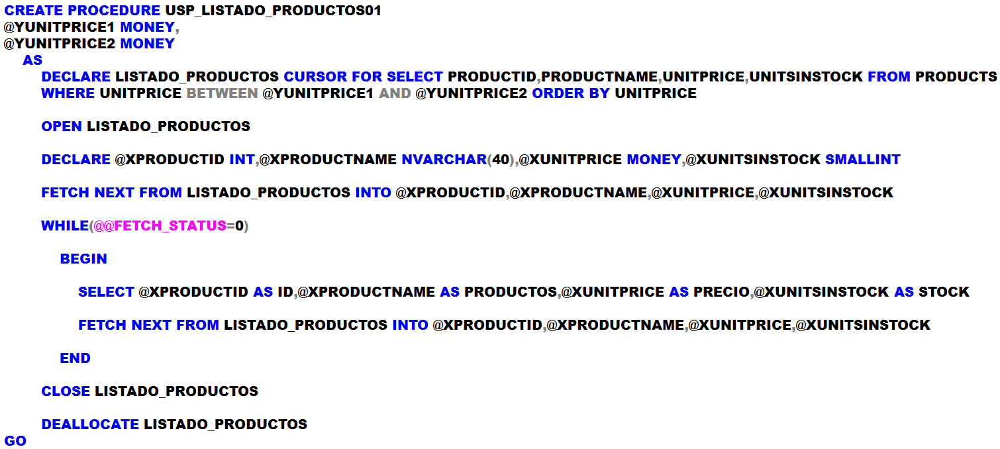 CREATE PROCEDURE USP_LISTADO_PRODUCTOS01
@YUNITPRICE1 MONEY,
@YUNITPRICE2 MONEY
AS
DECLARE LISTADO_PRODUCTOS CURSOR FOR SELECT PRODUCTID,PRODUCTNAME,UNITPRICE,UNITSINSTOCK FROM PRODUCTS
WHERE UNITPRICE BETWEEN @YUNITPRICE1 AND @YUNITPRICE2 ORDER BY UNITPRICE
OPEN LISTADO_PRODUCTOS
DECLARE @XPRODUCTID INT,@XPRODUCTNAME NVARCHAR(40),@XUNITPRICE MONEY,@XUNITSINSTOCK SMALLINT
FETCH NEXT FROM LISTADO_PRODUCTOS INTO @XPRODUCTID,@XPRODUCTNAME,@XUNITPRICE,@XUNITSINSTOCK
WHILE(@@FETCH_STATUS=0)
BEGIN
SELECT @XPRODUCTID AS ID,@XPRODUCTNAME AS PRODUCTOS,@XUNITPRICE AS PRECIO,@XUNITSINSTOCK AS STOCK
FETCH NEXT FROM LISTADO_PRODUCTOS INTO @XPRODUCTID,@XPRODUCTNAME,@XUNITPRICE,@XUNITSINSTOCK
END
CLOSE LISTADO_PRODUCTOS
DEALLOCATE LISTADO_PRODUCTOS
GO